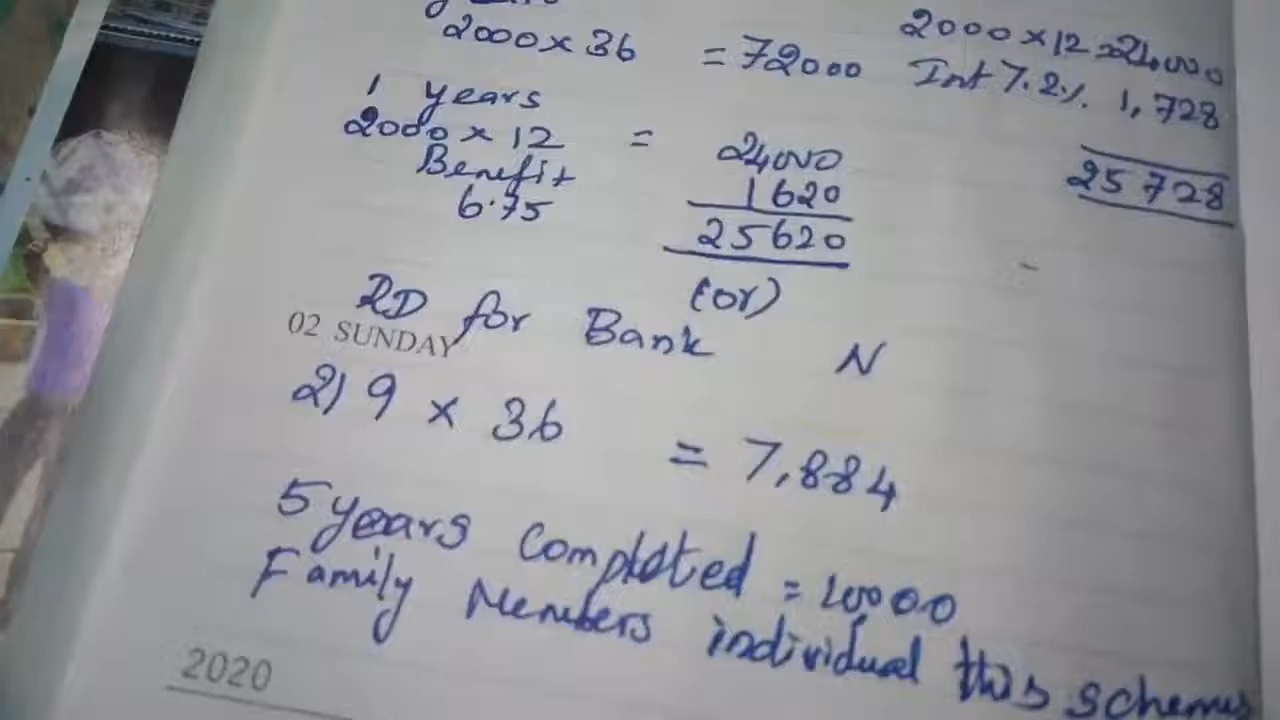 2000 x 36 = 72000
2000 x 12 = 24,000
Int 7.2%. 1,728
25728
1 years
2000 x 12 = 24000
Benefit 1620
6.75 25620
RD for Bank (or) N
02 SUNDAY
219 x 36 = 7,884
5 years Completed = 10000
Family Members individual this schemes
2020